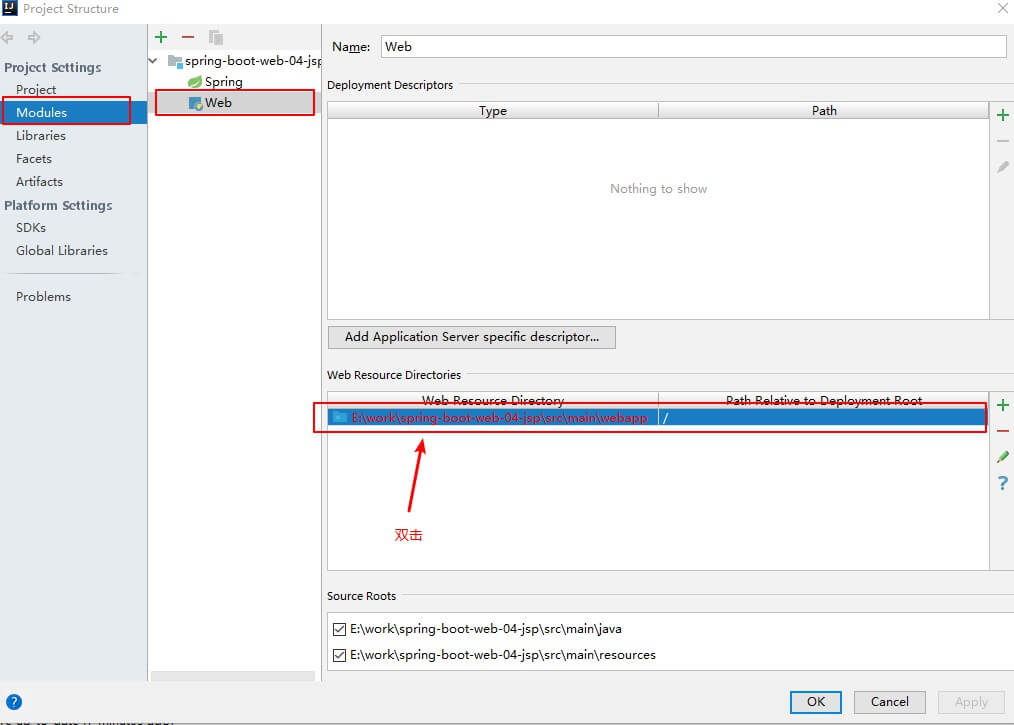 Project Structure
Project Settings
Project
Modules
Libraries
Facets
Artifacts
Platform Settings
SDKs
Global Libraries
Problems
spring-boot-web-04-jsp
Spring
Web
Name: Web
Deployment Descriptors
Type Path
Nothing to show
Add Application Server specific descriptor...
Web Resource Directories
Web Resource Directory Path Relative to Deployment Root
E:\work\spring-boot-web-04-jsp\src\main\webapp /
双击
Source Roots
E:\work\spring-boot-web-04-jsp\src\main\java
E:\work\spring-boot-web-04-jsp\src\main\resources
OK Cancel Apply